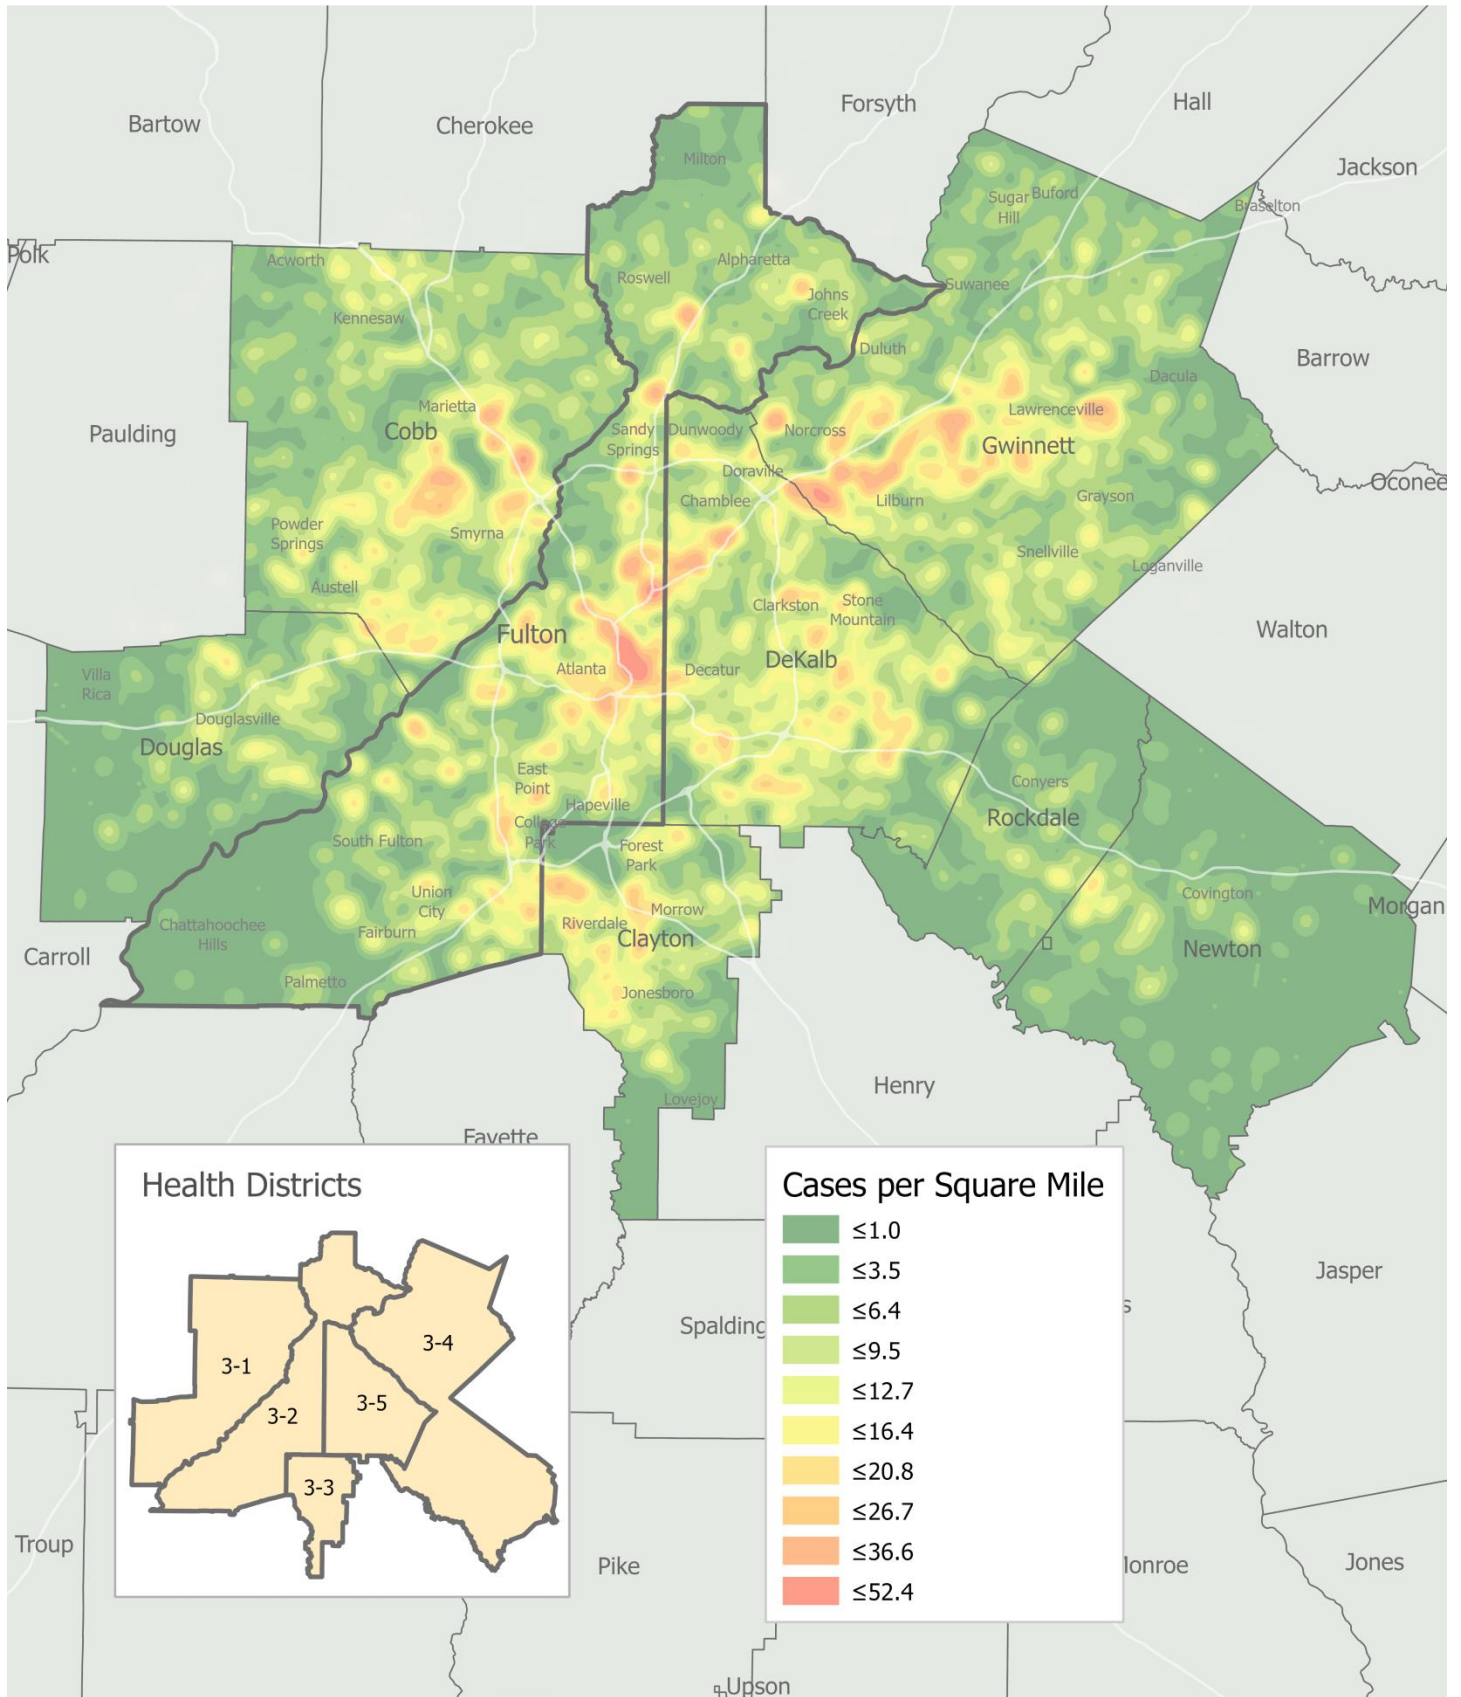 Forsyth
Hall
Bartow
Cherokee
Milton
Jackson
Sugar
Hill
Buford
Braselton
Polk
Acworth
Alpharetta
Roswell
Suwanee
Johns
Creek
Kennesaw
Duluth
Barrow
Dacula
Marietta
Lawrenceville
Paulding
Cobb
Sandy
Springs
Dunwoody
Norcross
Gwinnett
Doraville
Oconee
Chamblee
Lilburn
Grayson
Powder
Springs
Smyrna
Snellville
Loganville
Austell
Clarkston
Stone
Mountain
Fulton
Walton
DeKalb
Atlanta
Decatur
Villa
Rica
Douglasville
Douglas
East
Point
Conyers
Hapeville
Rockdale
College
Park
South Fulton
Forest
Park
Union
City
Covington
Morgan
Riverdale
Morrow
Chattahoochee
Hills
Fairburn
Clayton
Newton
Carroll
Palmetto
Jonesboro
Henry
Lovejoy
Fayette
Health Districts
3-1
3-2
3-3
3-4
3-5
Cases per Square Mile
≤1.0
≤3.5
≤6.4
≤9.5
≤12.7
≤16.4
≤20.8
≤26.7
≤36.6
≤52.4
Jasper
Spalding
s
Troup
Pike
onroe
Jones
Upson